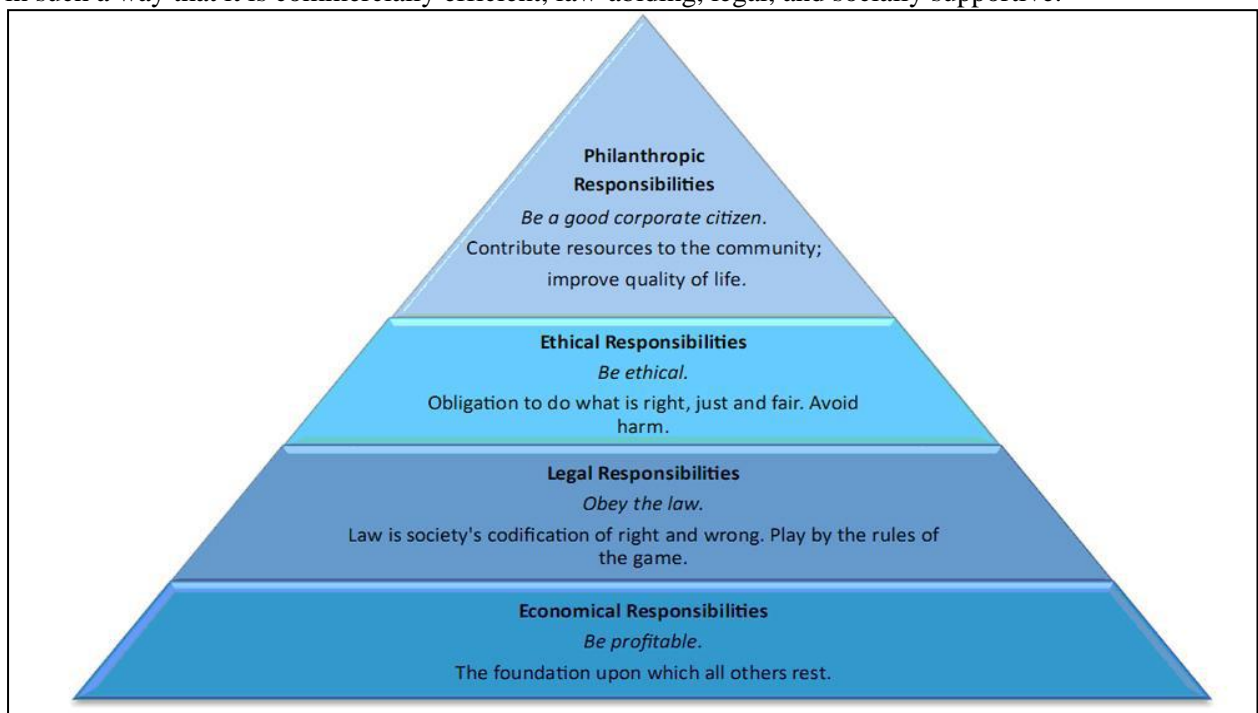 in such a way that it is commercially efficient, law-abiding, legal, and socially supportive.
Philanthropic
Responsibilities
Be a good corporate citizen.
Contribute resources to the community;
improve quality of life.
Ethical Responsibilities
Be ethical.
Obligation to do what is right, just and fair. Avoid
harm.
Legal Responsibilities
Obey the law.
Law is society's codification of right and wrong. Play by the rules of
the game.
Economical Responsibilities
Be profitable.
The foundation upon which all others rest.